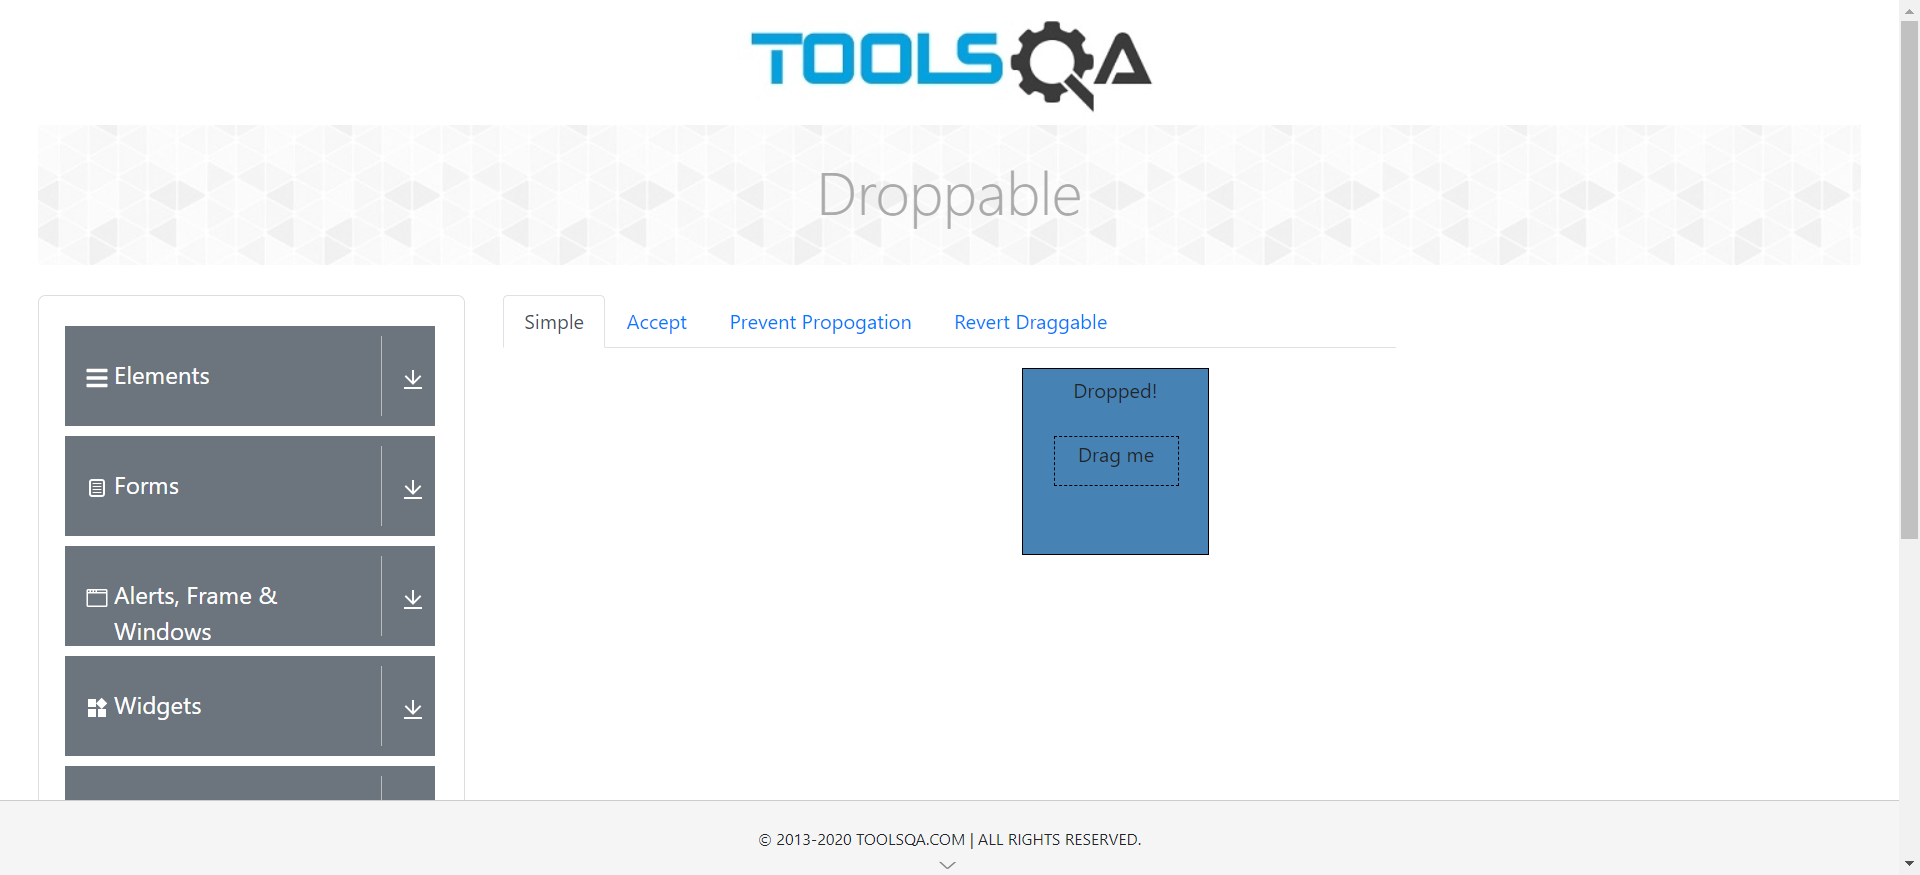 TOOLSQA
Droppable
Elements
Forms
Alerts, Frame &
Windows
Widgets
Simple
Accept
Prevent Propogation
Revert Draggable
Dropped!
Drag me
© 2013-2020 TOOLSQA.COM | ALL RIGHTS RESERVED.